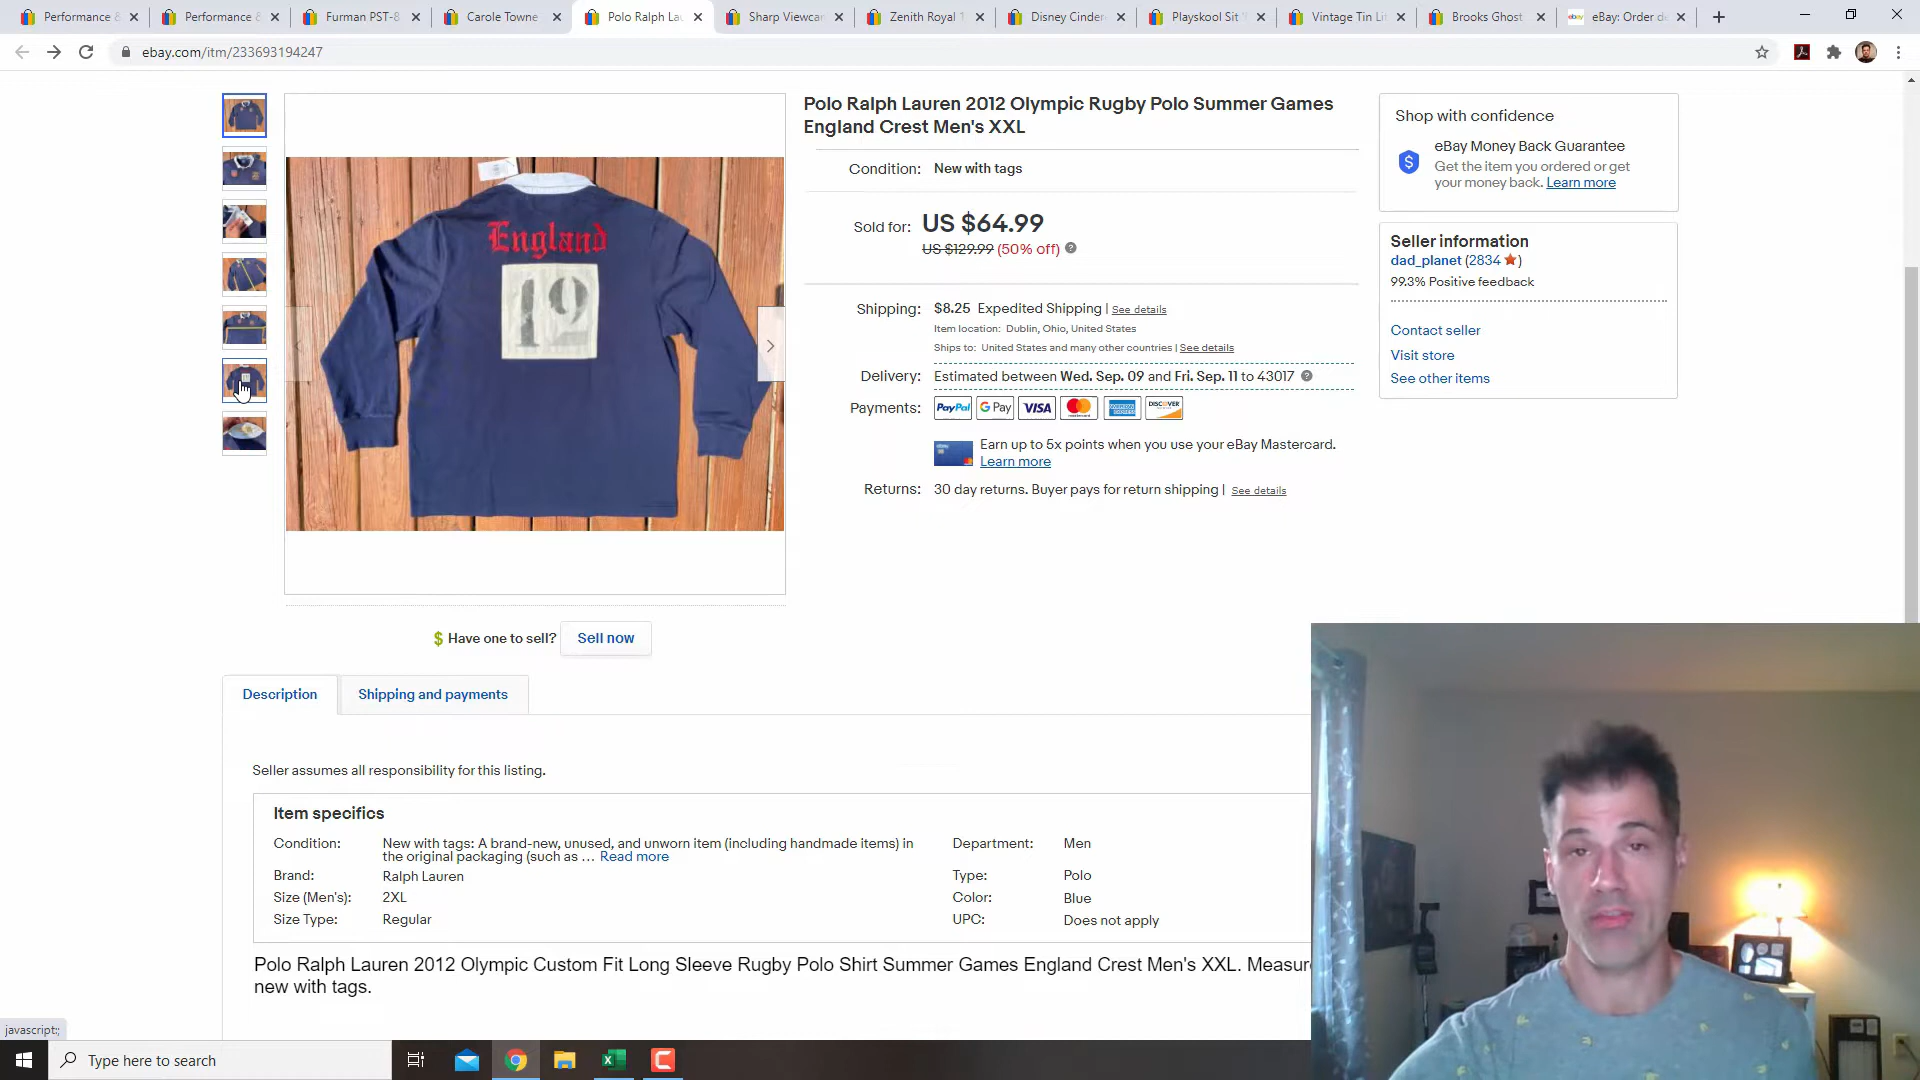 Performance &
Performance &
Furman PST-8
Carole Towne
Polo Ralph Lau
Sharp Viewcam
Zenith Royal
Disney Cinder
Playskool Sit
Vintage Tin Li
Brooks Ghost
eBay: Order de
ebay.com/itm/233693194247
Polo Ralph Lauren 2012 Olympic Rugby Polo Summer Games
England Crest Men's XXL
Condition: New with tags
Sold for: US $64.99
US $129.99 (50% off)
Shipping: $8.25 Expedited Shipping | See details
Item location: Dublin, Ohio, United States
Ships to: United States and many other countries | See details
Delivery: Estimated between Wed. Sep. 09 and Fri. Sep. 11 to 43017
Payments: PayPal G Pay VISA DISCOVER
Earn up to 5x points when you use your eBay Mastercard.
Learn more
Returns: 30 day returns. Buyer pays for return shipping | See details
Shop with confidence
eBay Money Back Guarantee
Get the item you ordered or get
your money back. Learn more
Seller information
dad_planet (2834 )
99.3% Positive feedback
Contact seller
Visit store
See other items
England
19
$ Have one to sell? Sell now
Description
Shipping and payments
Seller assumes all responsibility for this listing.
Item specifics
Condition: New with tags: A brand-new, unused, and unworn item (including handmade items) in
the original packaging (such as ... Read more
Department: Men
Brand: Ralph Lauren
Type: Polo
Size (Men's): 2XL
Color: Blue
Size Type: Regular
UPC: Does not apply
Polo Ralph Lauren 2012 Olympic Custom Fit Long Sleeve Rugby Polo Shirt Summer Games England Crest Men's XXL. Measur
new with tags.
javascript:;
Type here to search